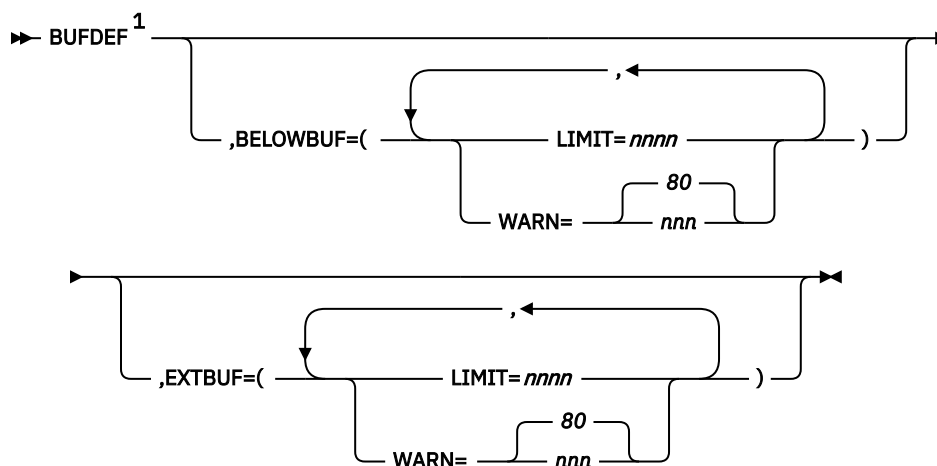 BUFDEF 1
,
,BELOWBUF=( LIMIT=nnnn )
80
WARN= nnn
,
,EXTBUF=( LIMIT=nnnn )
80
WARN= nnn